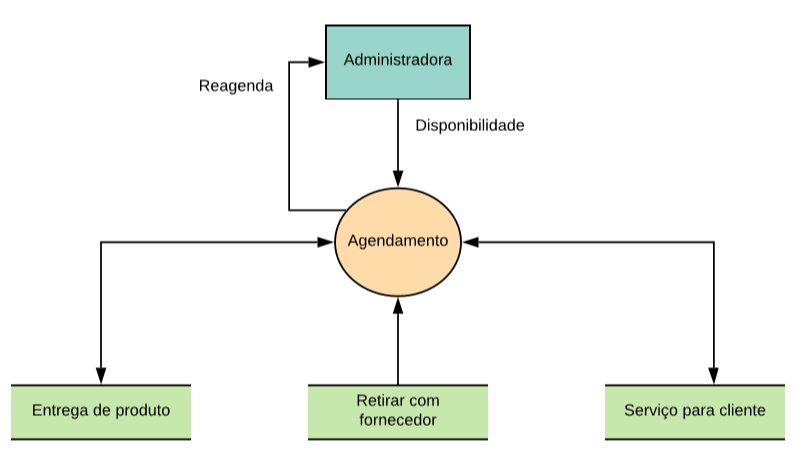 Administradora
Reagenda
Disponibilidade
Agendamento
Entrega de produto
Retirar com
fornecedor
Serviço para cliente